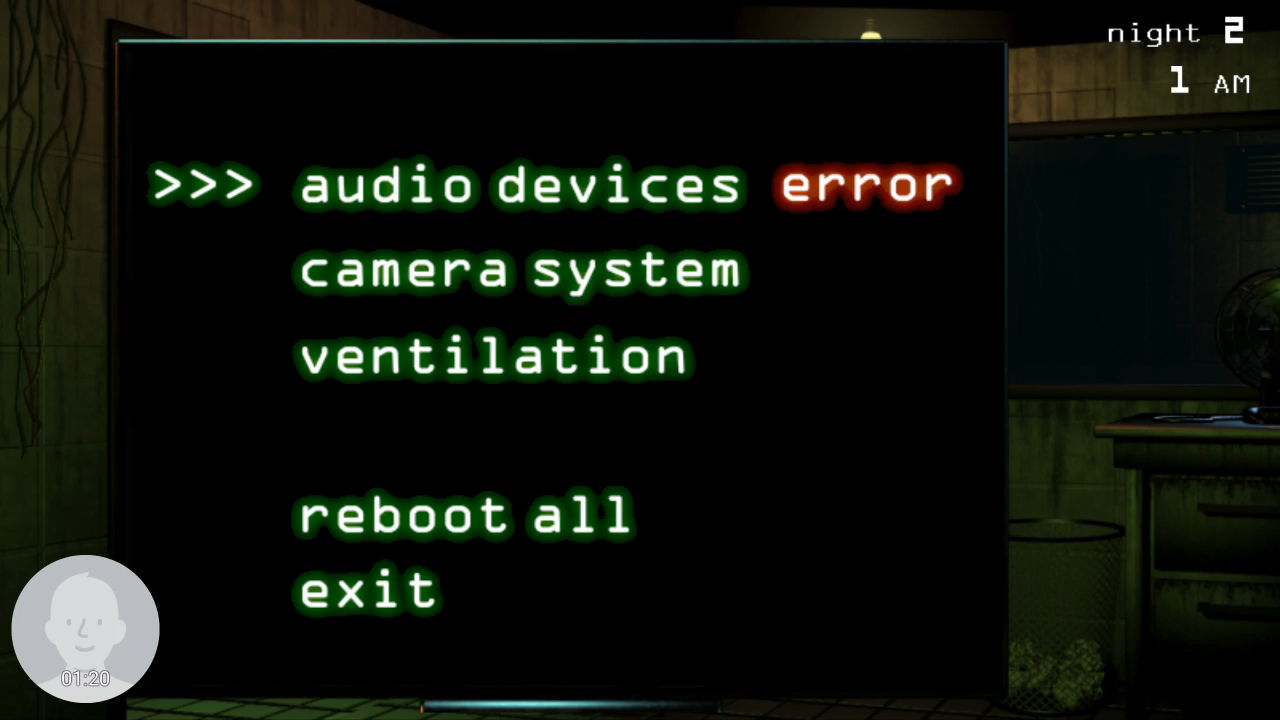 night 2
1 AM
>>> audio devices error
camera system
ventilation
reboot all
exit
01:20